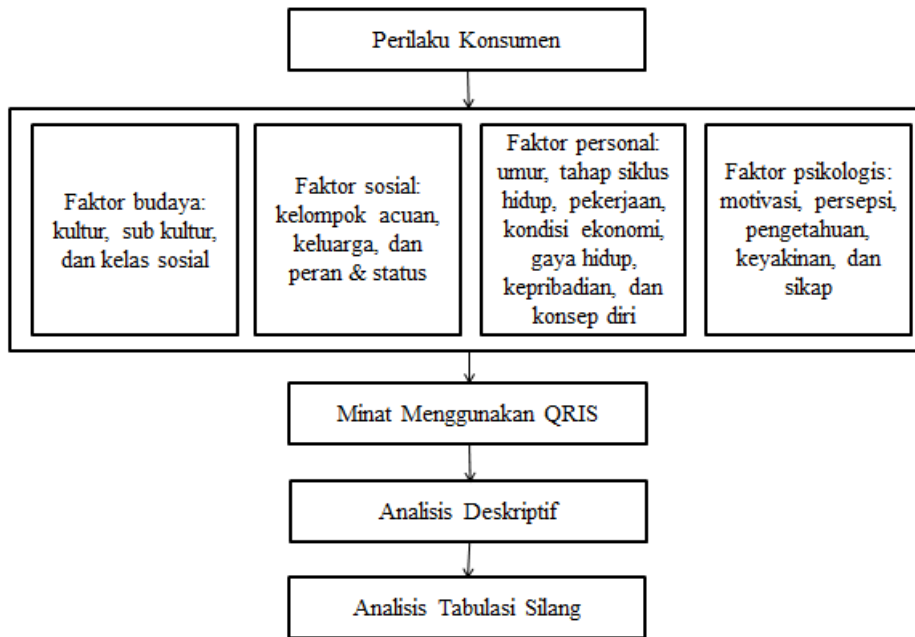 Perilaku Konsumen
Faktor budaya:
kultur, sub kultur,
dan kelas sosial
Faktor sosial:
kelompok acuan,
keluarga, dan
peran & status
Faktor personal:
umur, tahap siklus
hidup, pekerjaan,
kondisi ekonomi,
gaya hidup,
kepribadian, dan
konsep diri
Faktor psikologis:
motivasi, persepsi,
pengetahuan,
keyakinan, dan
sikap
Minat Menggunakan QRIS
Analisis Deskriptif
Analisis Tabulasi Silang